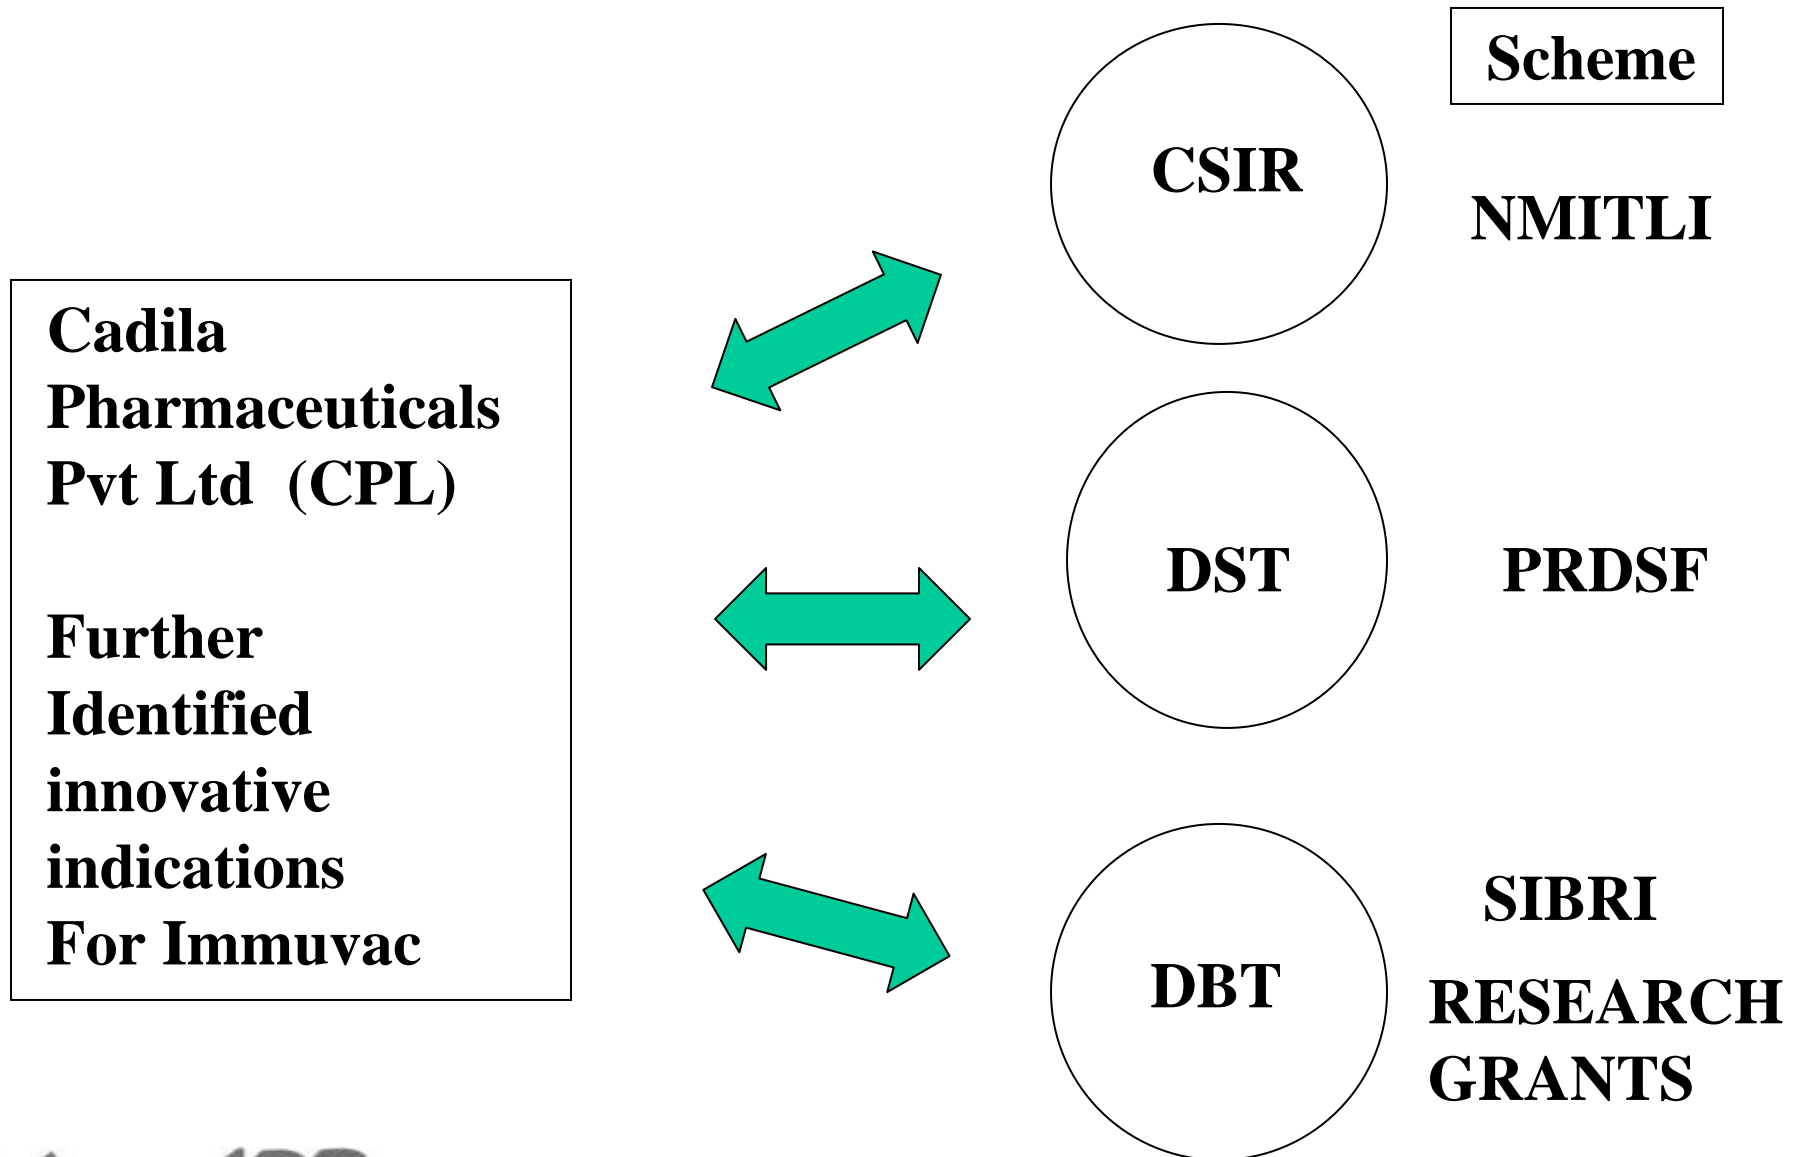 Scheme
CSIR
NMITLI
Cadila
Pharmaceuticals
Pvt Ltd (CPL)
Further
Identified
innovative
indications
For Immuvac
DST
PRDSF
DBT
SIBRI
RESEARCH
GRANTS